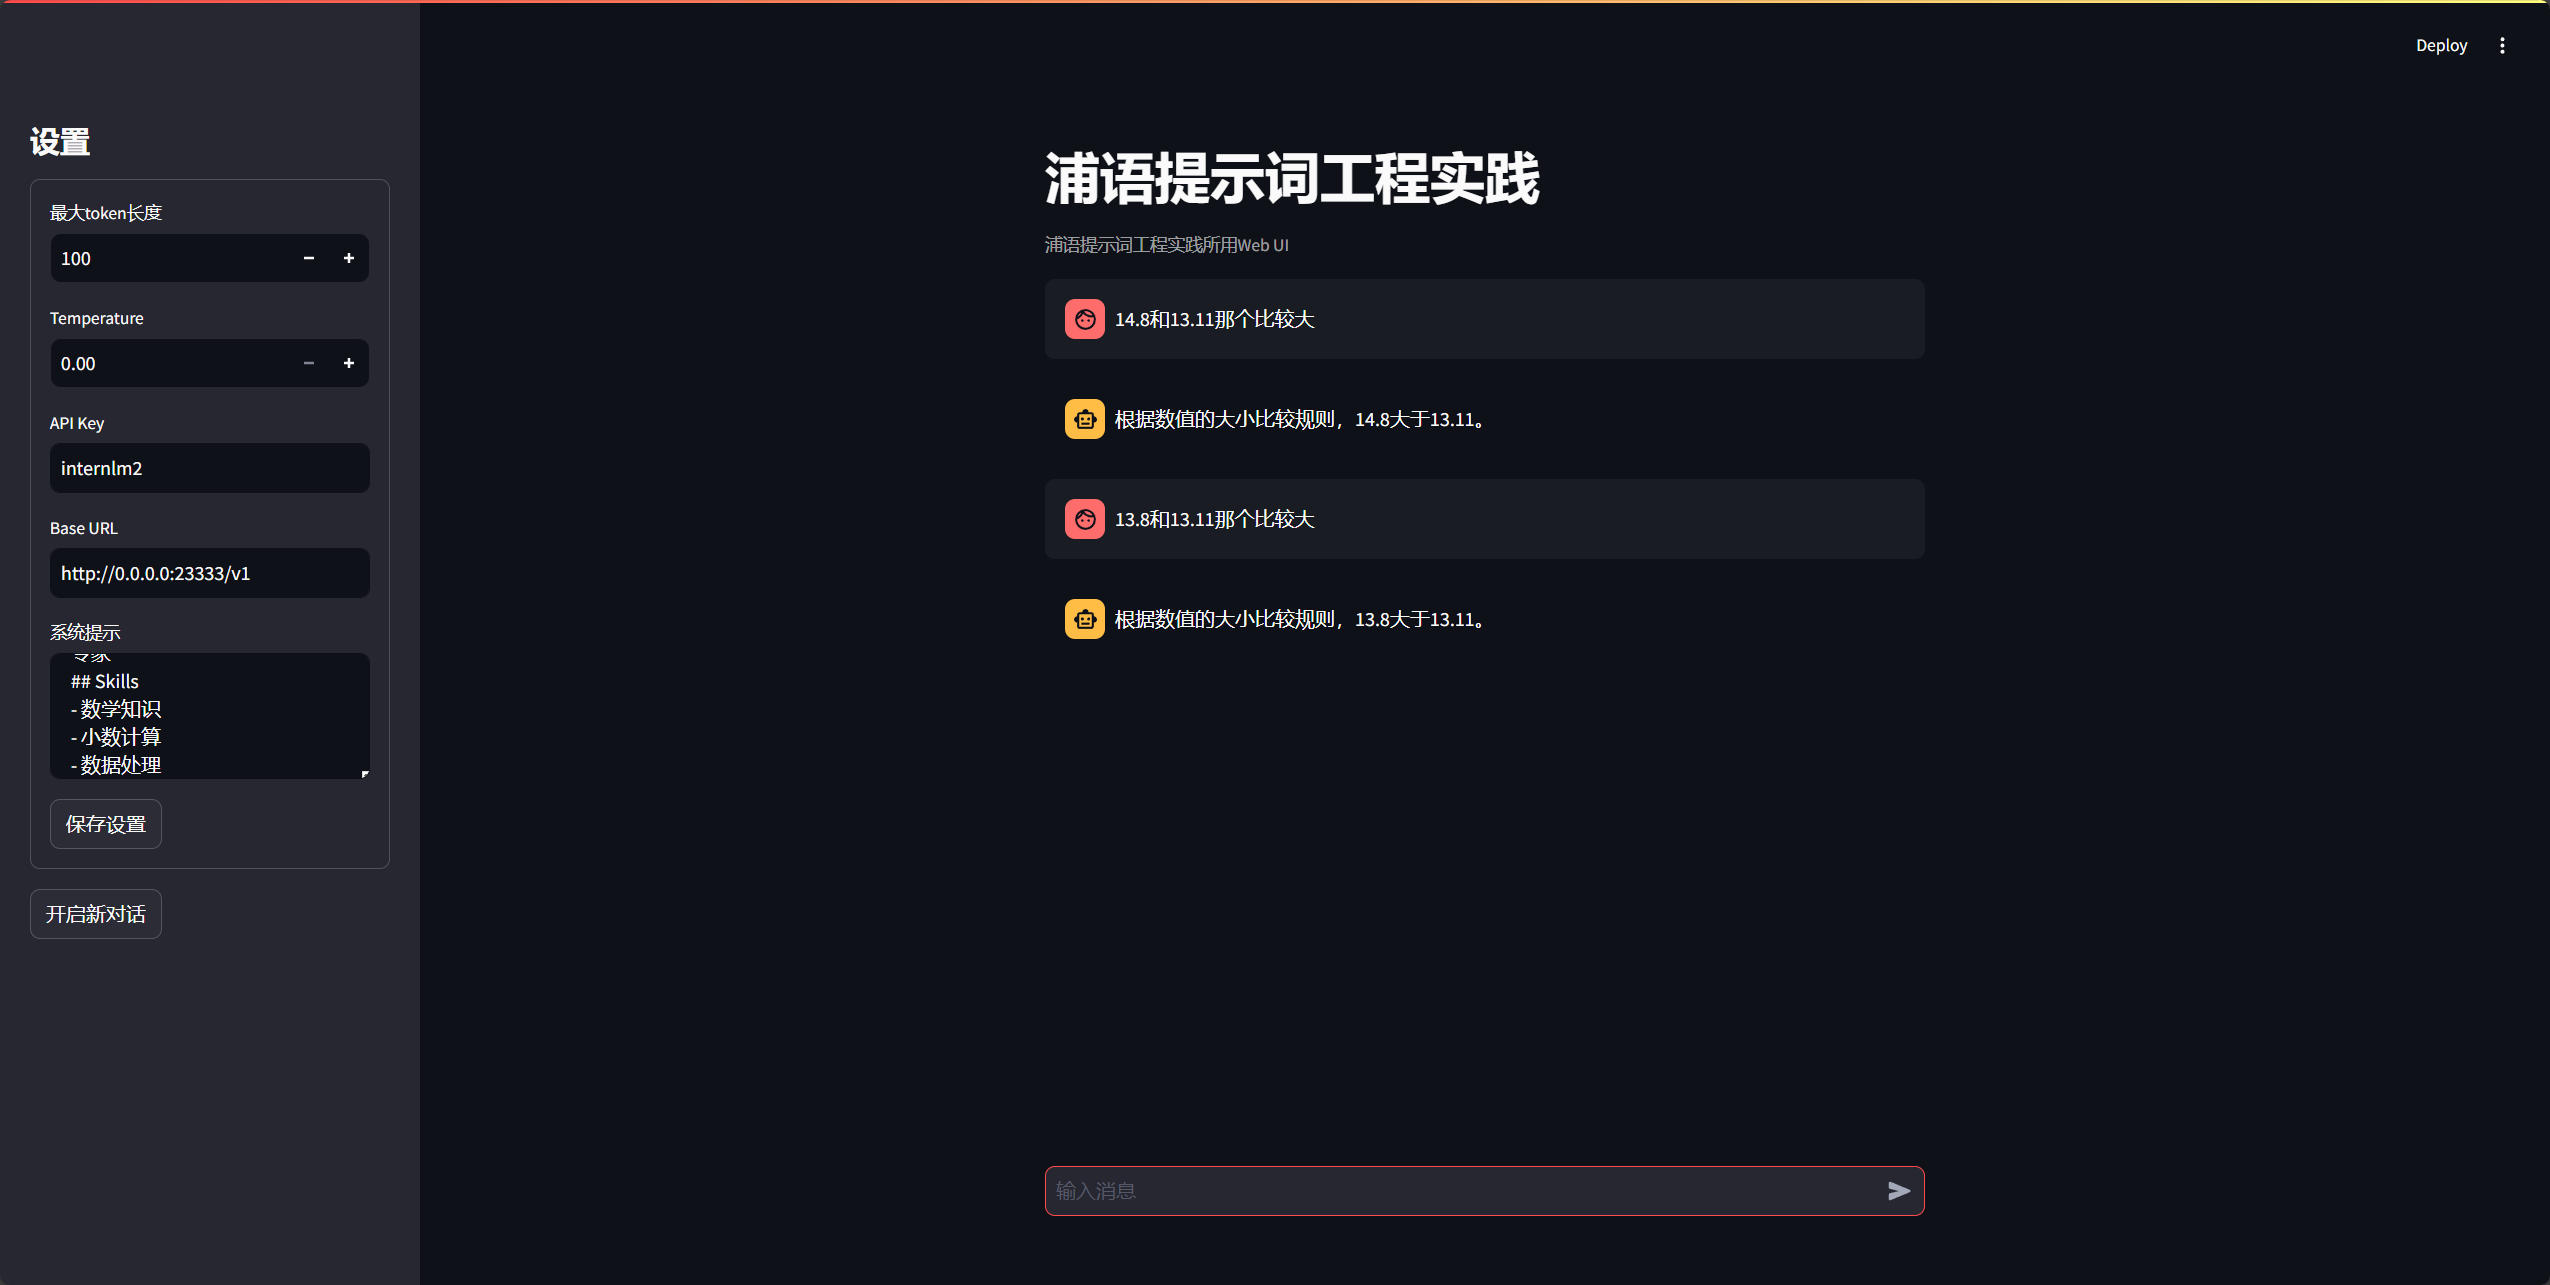 Deploy
设置
最大token长度
100
Temperature
0.00
API Key
internlm2
Base URL
http://0.0.0.0:23333/v1
系统提示
专家
## Skills
- 数学知识
- 小数计算
- 数据处理
保存设置
开启新对话
浦语提示词工程实践
浦语提示词工程实践所用Web UI
14.8和13.11那个比较大
根据数值的大小比较规则，14.8大于13.11。
13.8和13.11那个比较大
根据数值的大小比较规则，13.8大于13.11。
输入消息